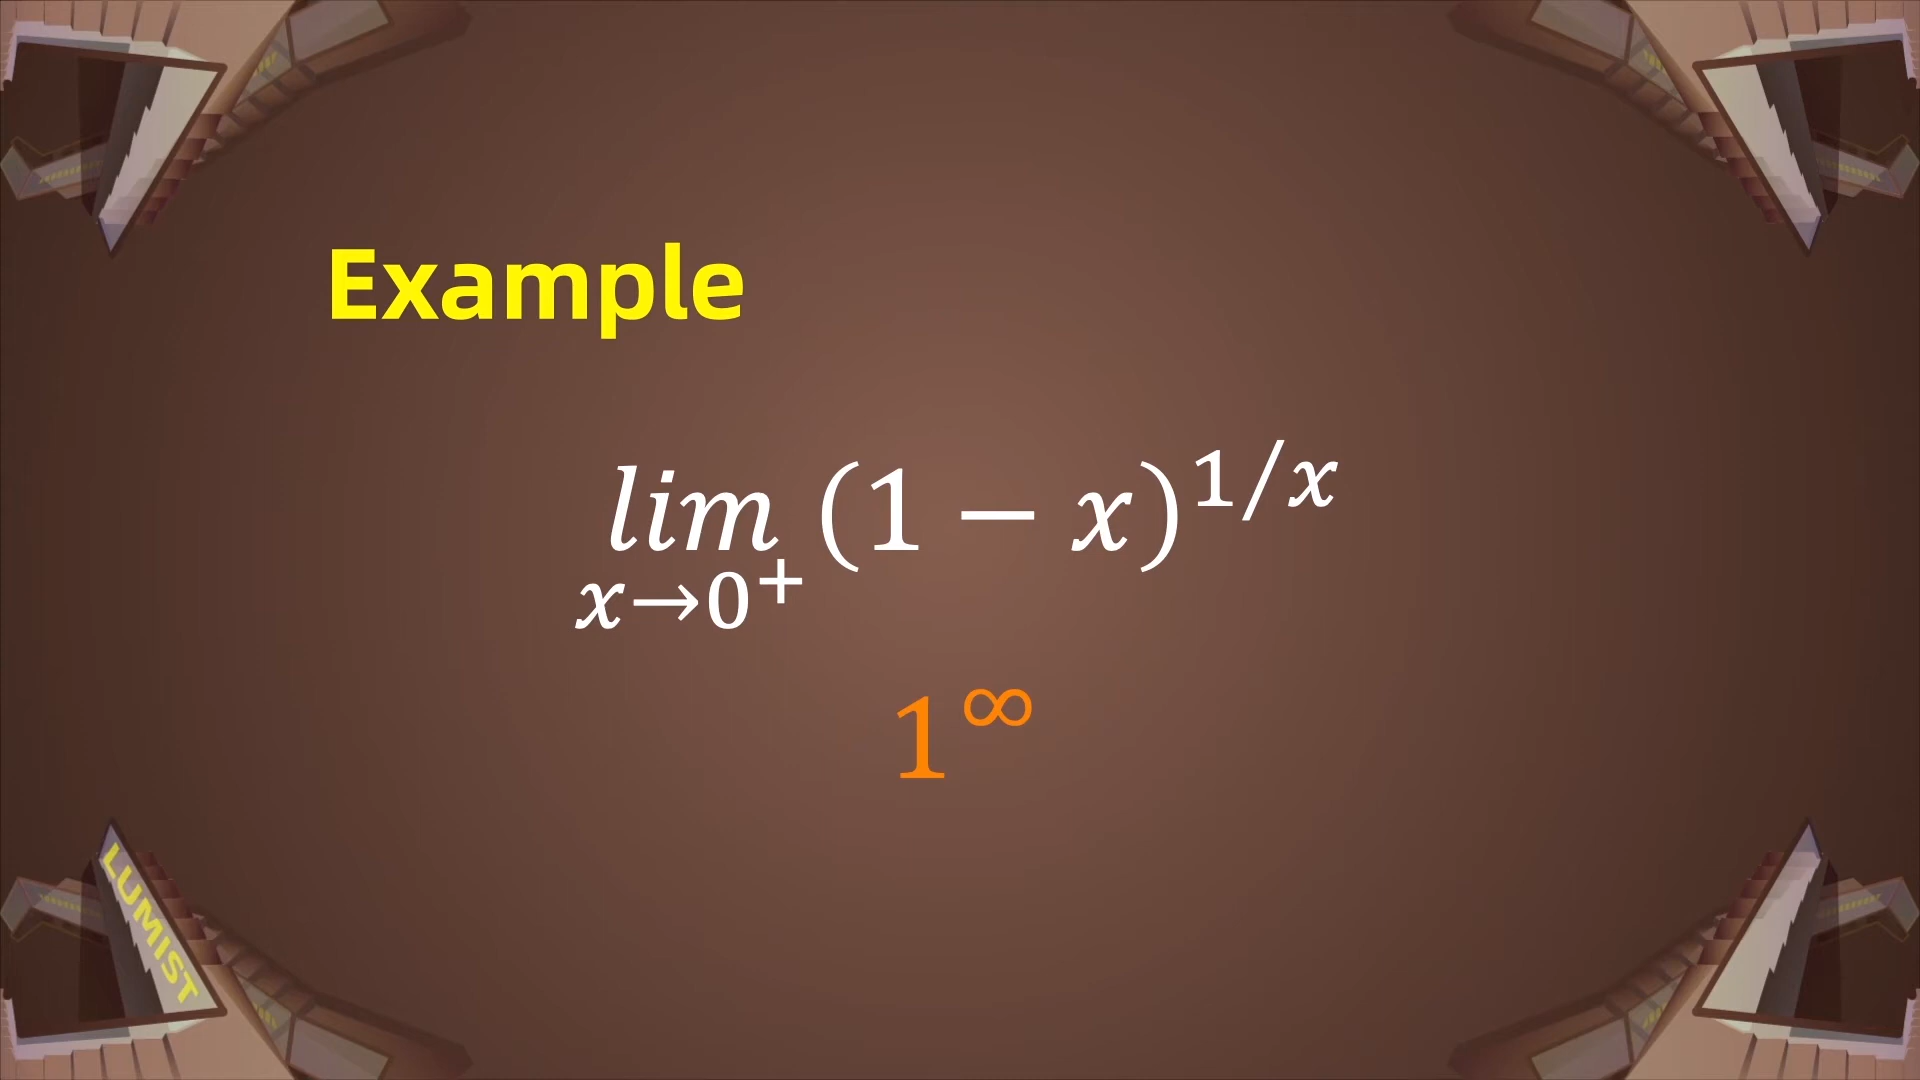 Example
lim (1 − x)^{1/x}
x→0⁺
1^∞
LUMIST